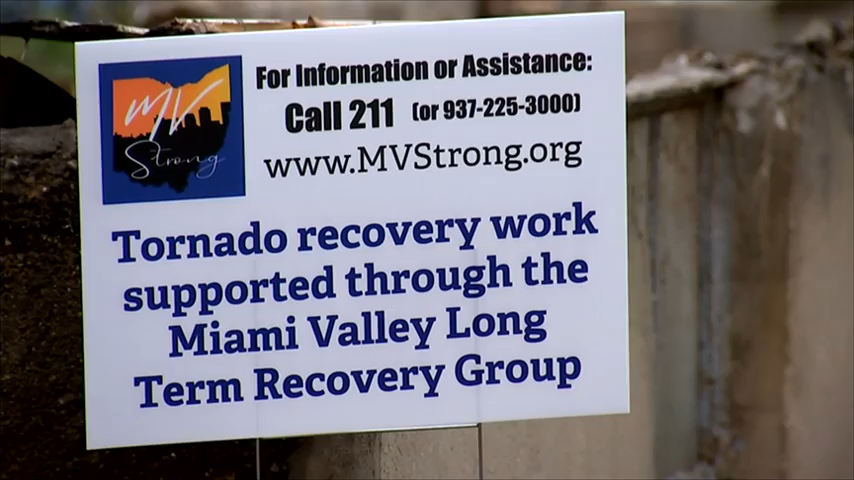 MV
Strong
For Information or Assistance:
Call 211 (or 937-225-3000)
www.MVStrong.org
Tornado recovery work
supported through the
Miami Valley Long
Term Recovery Group